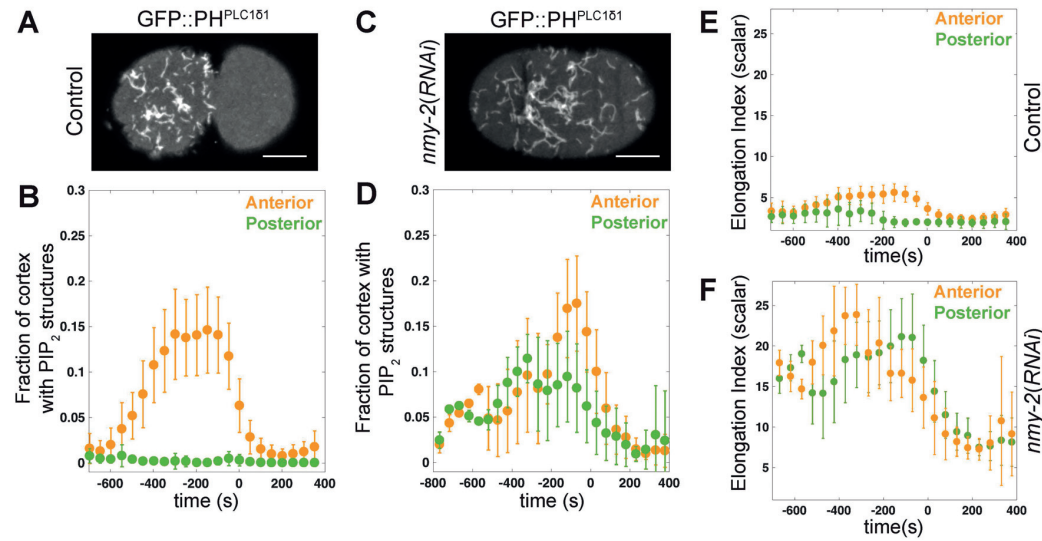 A
GFP::PH^PLC1δ1
Control
B
0.3
0.25
0.2
0.15
0.1
0.05
0
Anterior
Posterior
Fraction of cortex
with PIP₂ structures
-600 -400 -200 0 200 400
time (s)
C
GFP::PH^PLC1δ1
nmy-2(RNAi)
D
0.3
0.25
0.2
0.15
0.1
0.05
0
Anterior
Posterior
Fraction of cortex with
PIP₂ structures
-800 -600 -400 -200 0 200 400
time (s)
E
25
20
15
10
5
Anterior
Posterior
Elongation Index (scalar)
Control
-600 -400 -200 0 200 400
time(s)
F
25
20
15
10
5
Anterior
Posterior
Elongation Index (scalar)
nmy-2(RNAi)
-600 -400 -200 0 200 400
time(s)